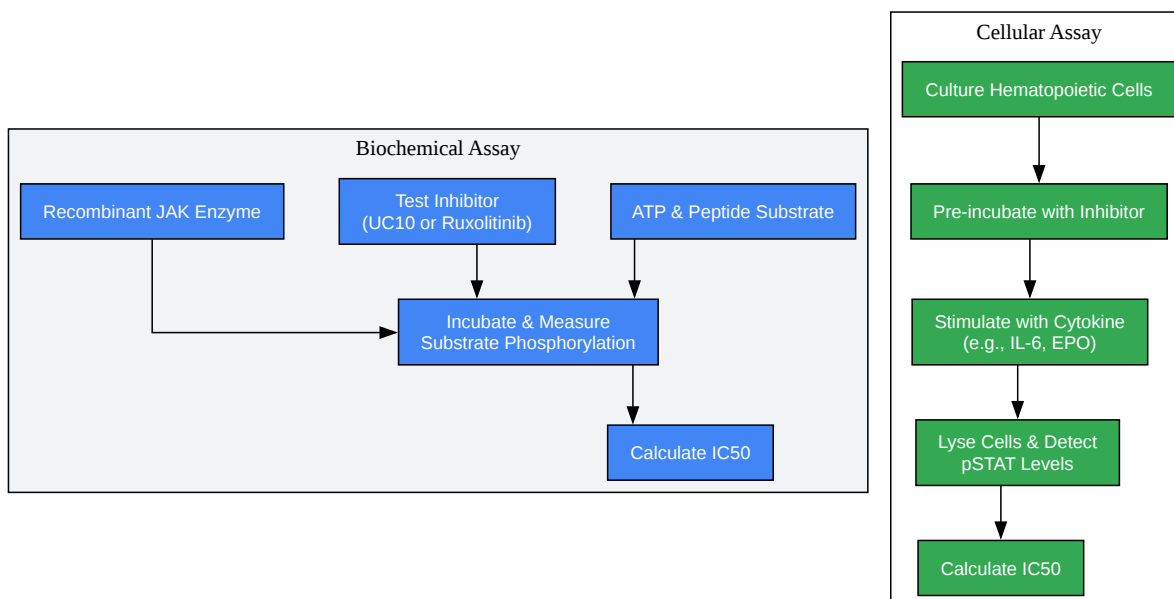 Biochemical Assay
Recombinant JAK Enzyme
Test Inhibitor
(UC10 or Ruxolitinib)
ATP & Peptide Substrate
Incubate & Measure
Substrate Phosphorylation
Calculate IC50
Cellular Assay
Culture Hematopoietic Cells
Pre-incubate with Inhibitor
Stimulate with Cytokine
(e.g., IL-6, EPO)
Lyse Cells & Detect
pSTAT Levels
Calculate IC50